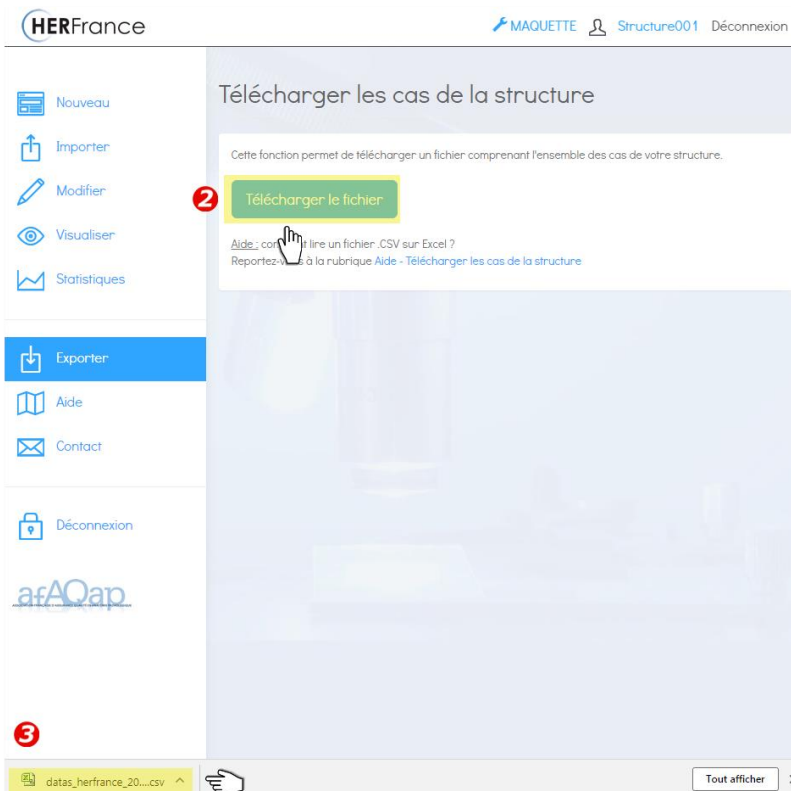 HERFrance
MAQUETTE Structure001 Déconnexion
Nouveau
Importer
Modifier
Visualiser
Statistiques
Exporter
Aide
Contact
Déconnexion
afAQap
Télécharger les cas de la structure
Cette fonction permet de télécharger un fichier comprenant l'ensemble des cas de votre structure.
2 Télécharger le fichier
Aide : lire un fichier .CSV sur Excel ?
à la rubrique Aide - Télécharger les cas de la structure
3
datas_herfrance_20....csv
Tout afficher